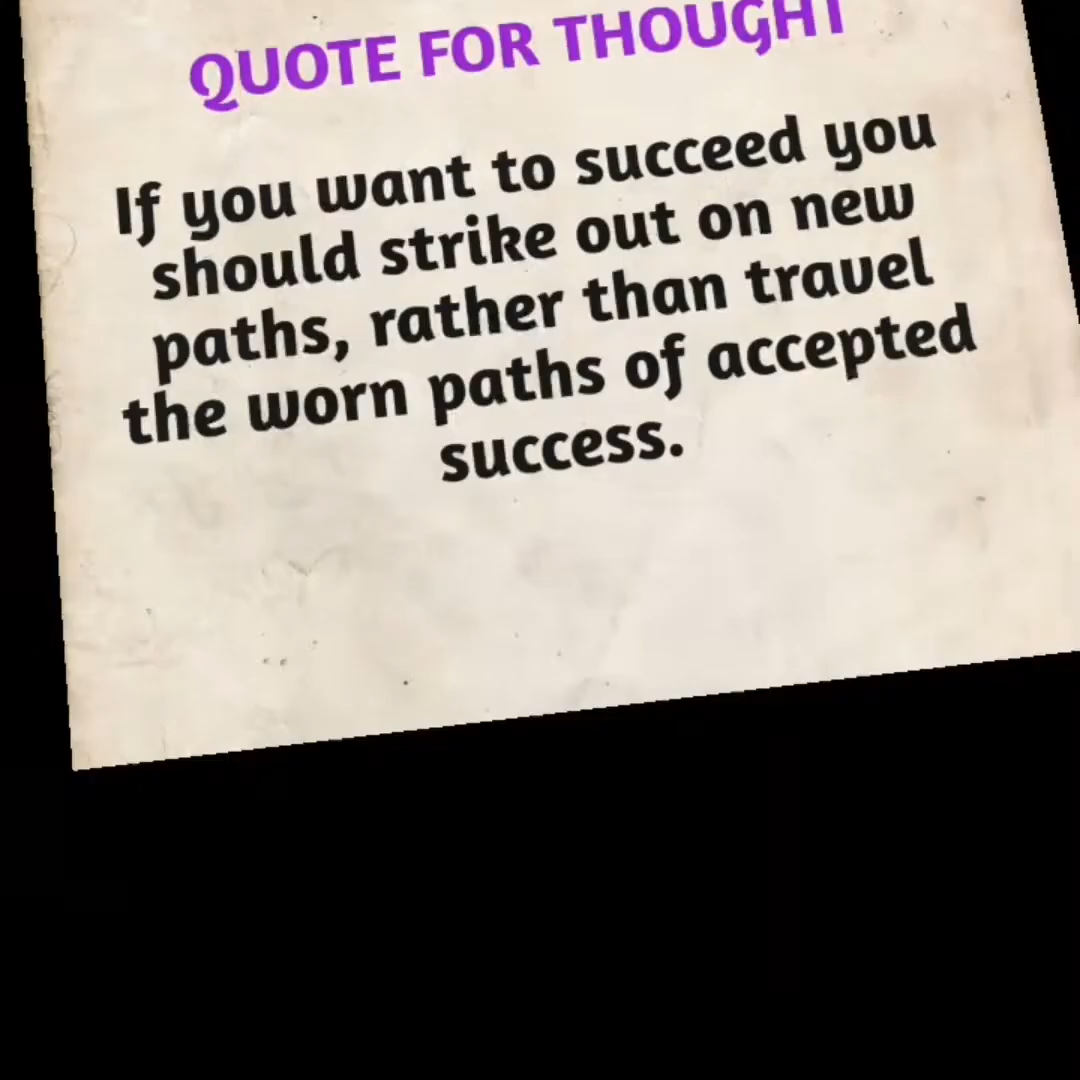 QUOTE FOR THOUGHT
If you want to succeed you
should strike out on new
paths, rather than travel
the worn paths of accepted
success.